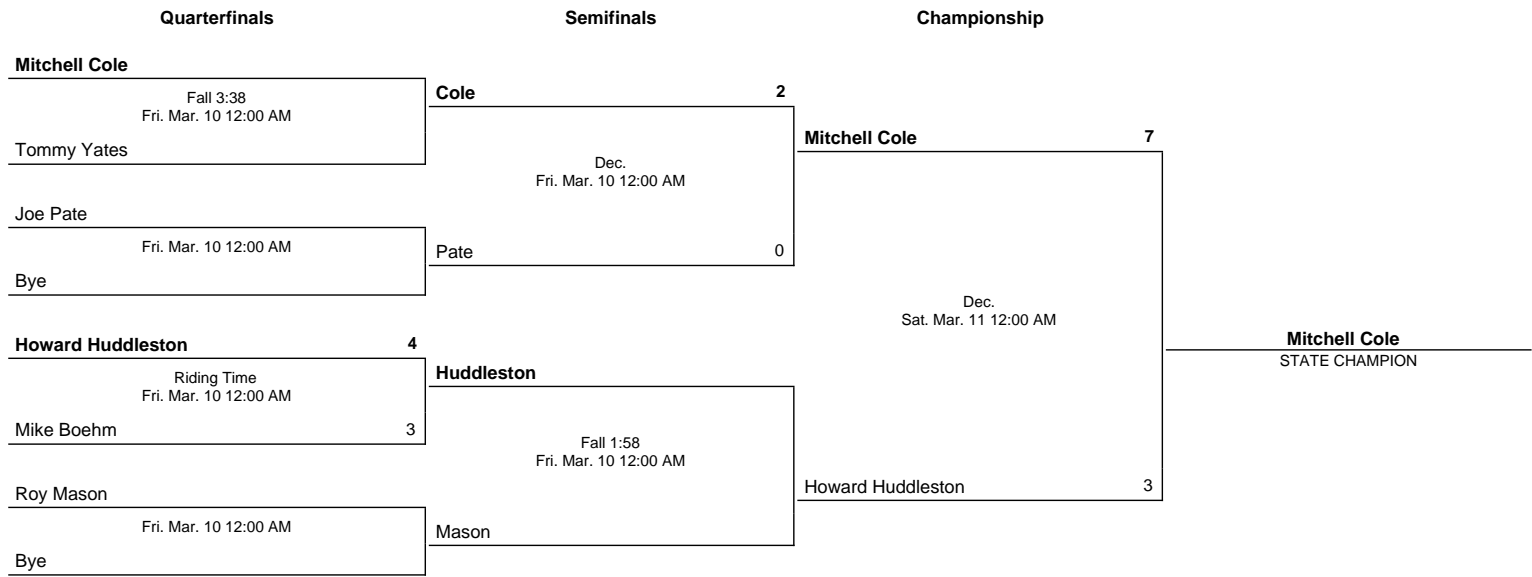 Quarterfinals
Semifinals
Championship
Mitchell Cole
Fall 3:38
Fri. Mar. 10 12:00 AM
Tommy Yates
Joe Pate
Fri. Mar. 10 12:00 AM
Bye
Howard Huddleston 4
Riding Time
Fri. Mar. 10 12:00 AM
Mike Boehm 3
Roy Mason
Fri. Mar. 10 12:00 AM
Bye
Cole 2
Dec.
Fri. Mar. 10 12:00 AM
Pate 0
Huddleston
Fall 1:58
Fri. Mar. 10 12:00 AM
Mason
Mitchell Cole 7
Dec.
Sat. Mar. 11 12:00 AM
Howard Huddleston 3
Mitchell Cole
STATE CHAMPION